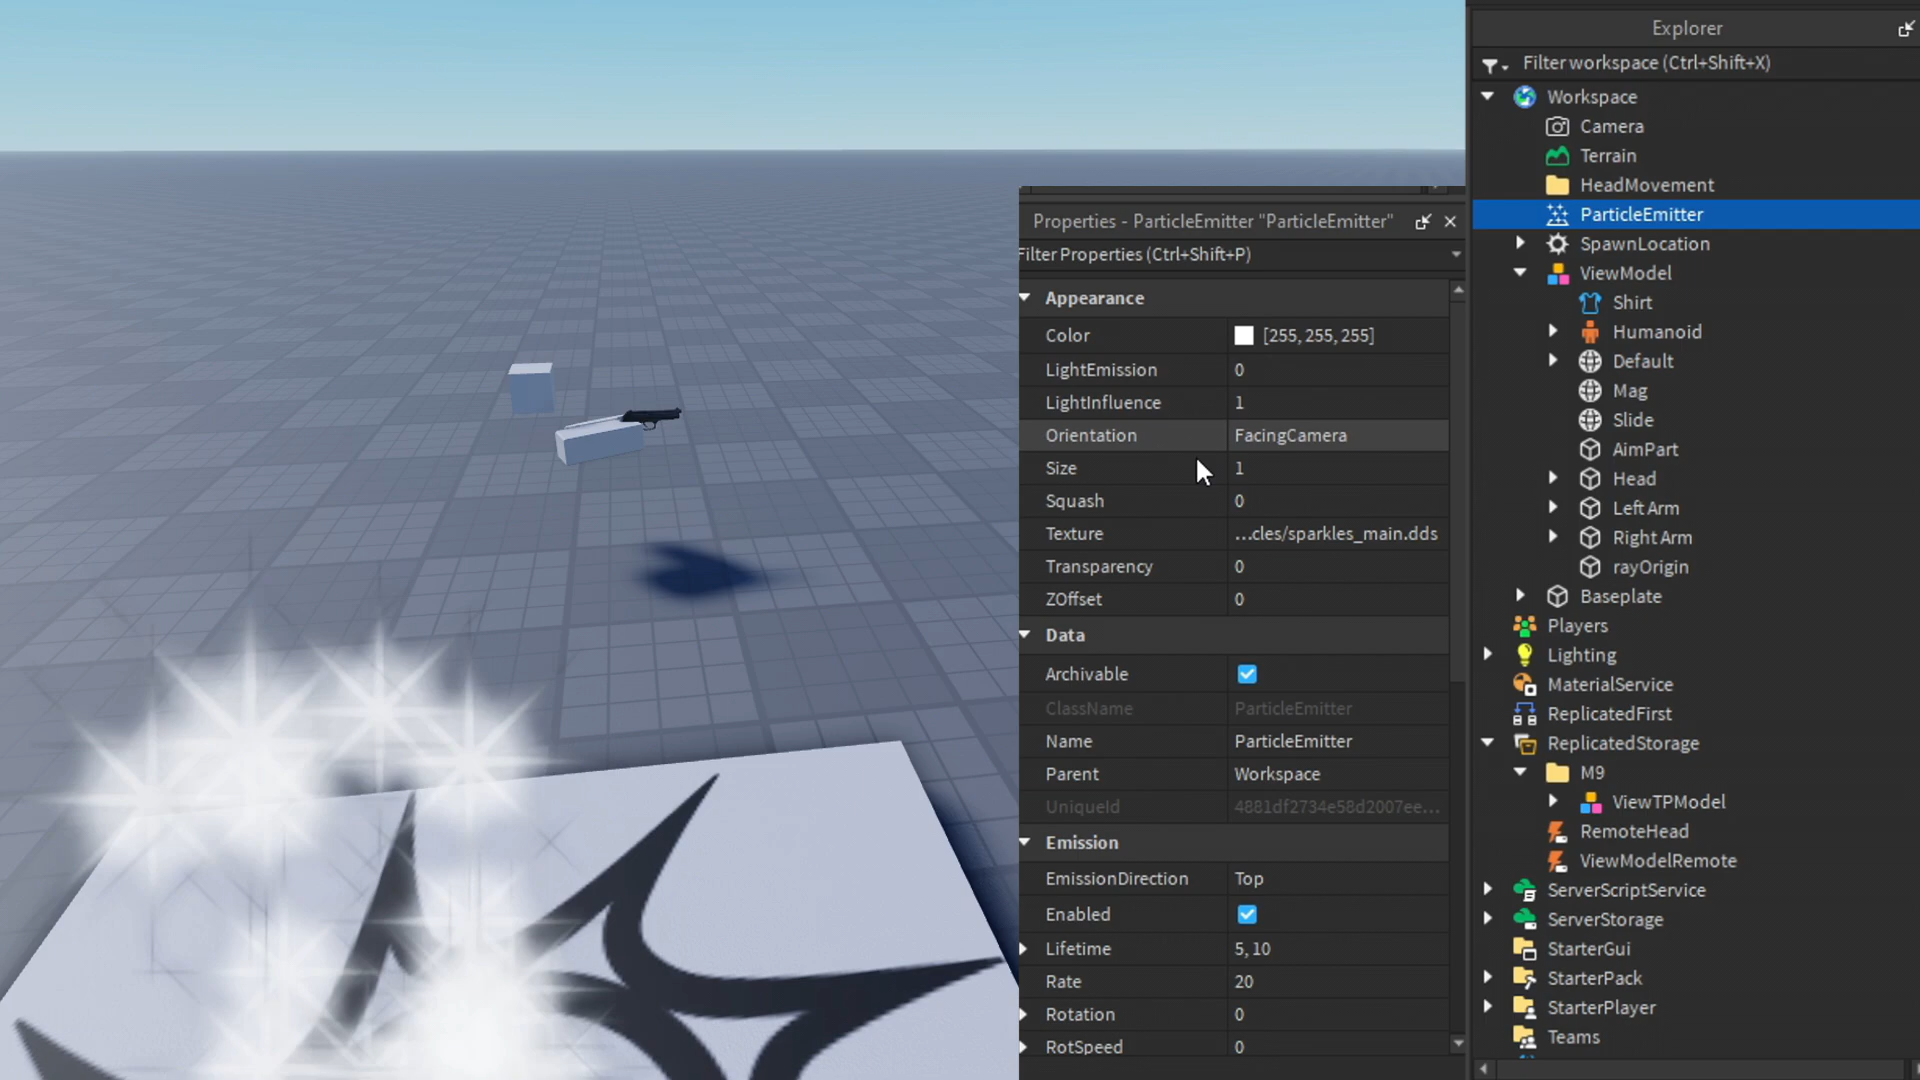 Explorer
Filter workspace (Ctrl+Shift+X)
Workspace
Camera
Terrain
HeadMovement
ParticleEmitter
SpawnLocation
ViewModel
Shirt
Humanoid
Default
Mag
Slide
AimPart
Head
Left Arm
Right Arm
rayOrigin
Baseplate
Players
Lighting
MaterialService
ReplicatedFirst
ReplicatedStorage
M9
ViewTPModel
RemoteHead
ViewModelRemote
ServerScriptService
ServerStorage
StarterGui
StarterPack
StarterPlayer
Teams
Properties - ParticleEmitter "ParticleEmitter"
Filter Properties (Ctrl+Shift+P)
Appearance
Color [255, 255, 255]
LightEmission 0
LightInfluence 1
Orientation FacingCamera
Size 1
Squash 0
Texture ...cles/sparkles_main.dds
Transparency 0
ZOffset 0
Data
Archivable
ClassName ParticleEmitter
Name ParticleEmitter
Parent Workspace
UniqueId 4881df2734e58d2007ee...
Emission
EmissionDirection Top
Enabled
Lifetime 5, 10
Rate 20
Rotation 0
RotSpeed 0